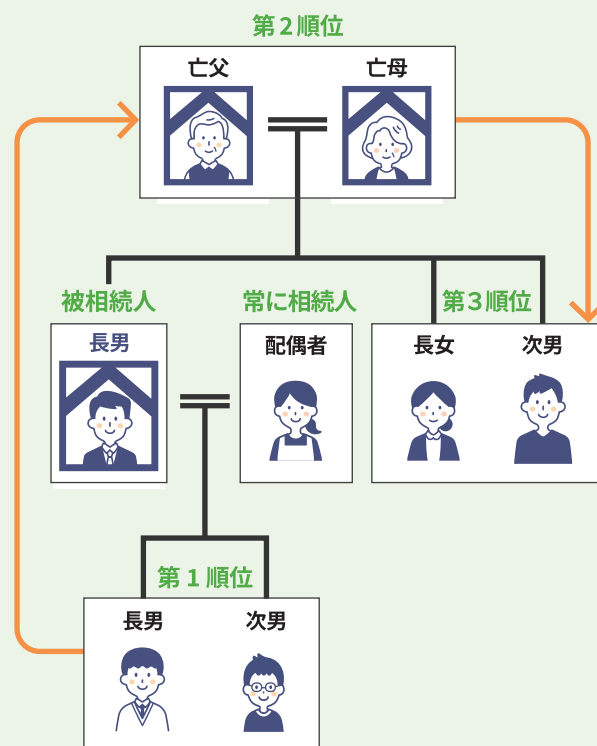 第2順位
亡父
亡母
被相続人
常に相続人
第3順位
長男
配偶者
長女
次男
第1順位
長男
次男